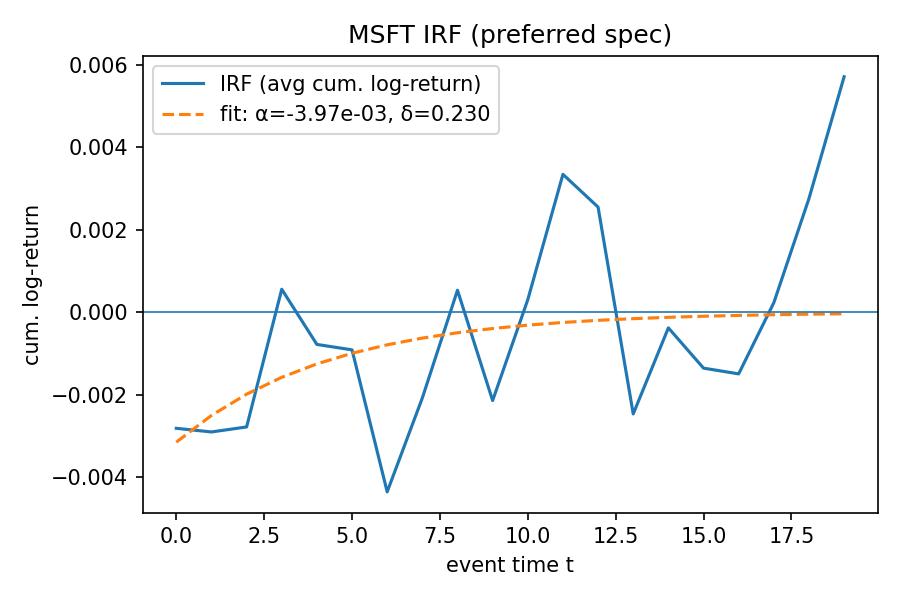 MSFT IRF (preferred spec)
IRF (avg cum. log-return)
fit: α=-3.97e-03, δ=0.230
0.006
0.004
0.002
0.000
−0.002
−0.004
cum. log-return
0.0 2.5 5.0 7.5 10.0 12.5 15.0 17.5
event time t